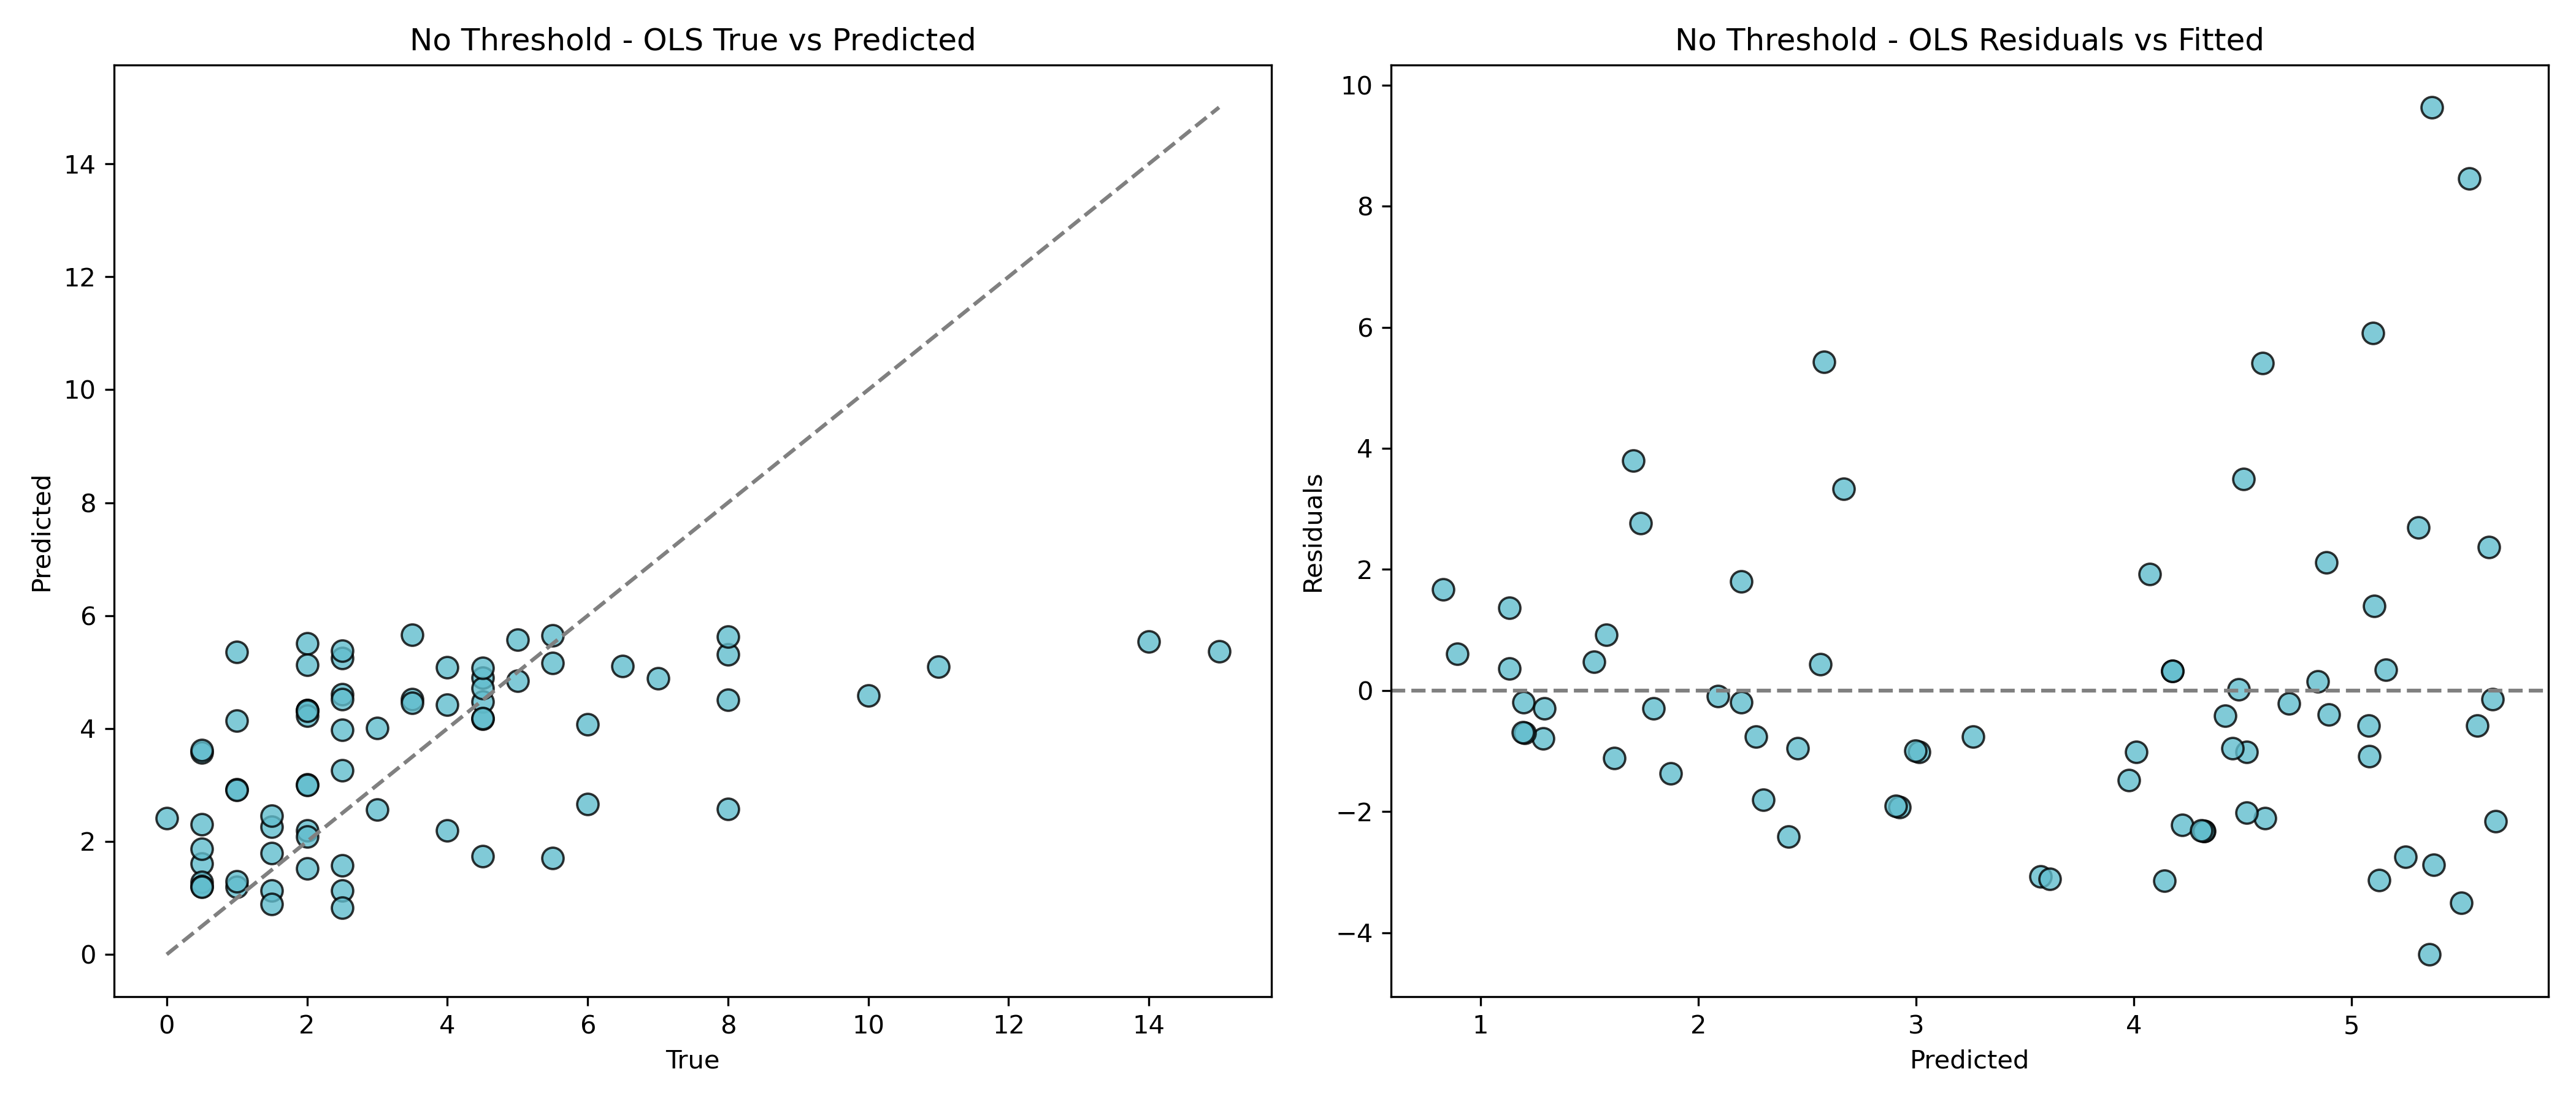 No Threshold - OLS True vs Predicted
14
12
10
8
6
4
2
0
Predicted
0 2 4 6 8 10 12 14
True
No Threshold - OLS Residuals vs Fitted
10
8
6
4
2
0
−2
−4
Residuals
1 2 3 4 5
Predicted